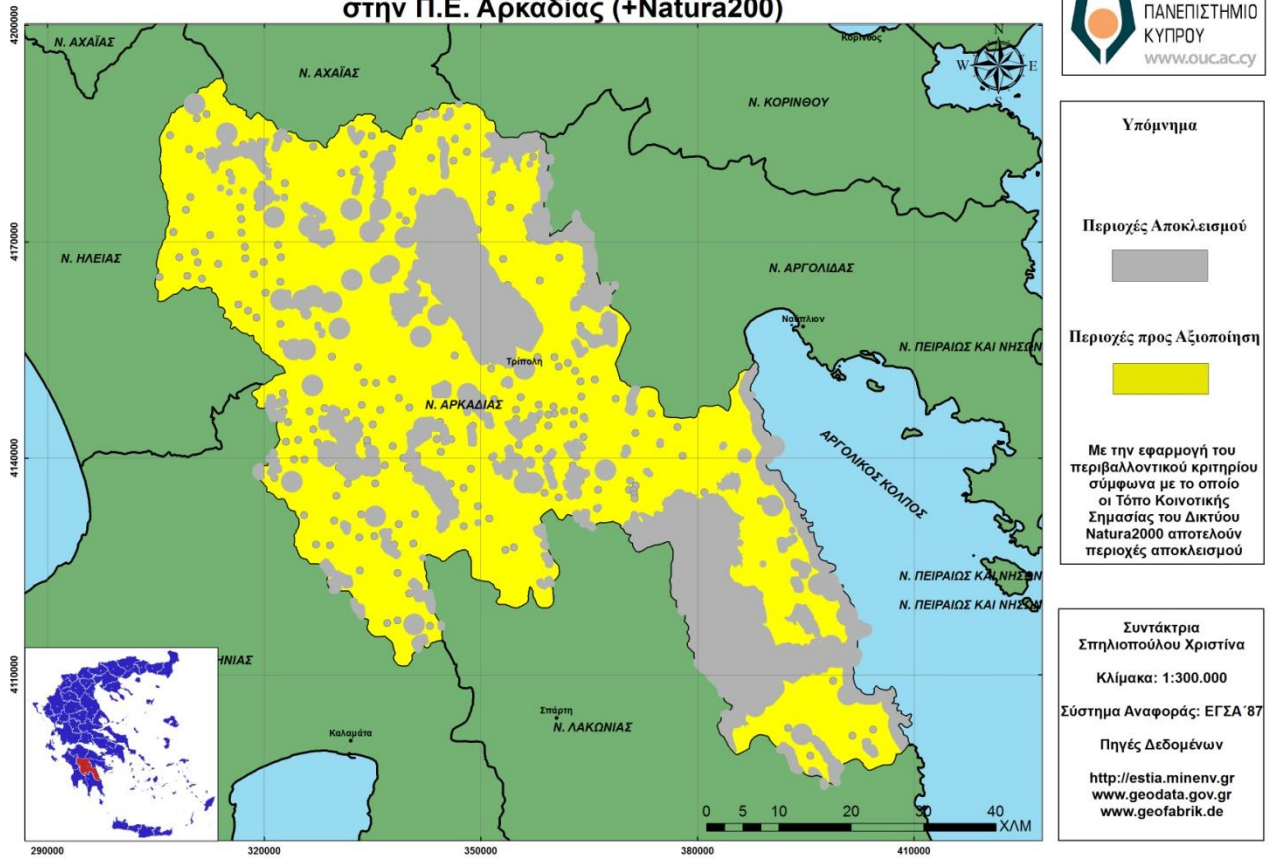 στην Π.Ε. Αρκαδίας (+Natura200)
ΠΑΝΕΠΙΣΤΗΜΙΟ
ΚΥΠΡΟΥ
www.ouc.ac.cy
Ν. ΑΧΑΪΑΣ
Ν. ΑΧΑΪΑΣ
Κόρινθος
N
W
E
S
Ν. ΚΟΡΙΝΘΟΥ
Ν. ΗΛΕΙΑΣ
Ν. ΑΡΓΟΛΙΔΑΣ
Ναύπλιον
Ν. ΠΕΙΡΑΙΩΣ ΚΑΙ ΝΗΣΩΝ
Τρίπολη
Ν. ΑΡΚΑΔΙΑΣ
ΑΡΓΟΛΙΚΟΣ ΚΟΛΠΟΣ
Ν. ΠΕΙΡΑΙΩΣ ΚΑΙ ΝΗΣΩΝ
Ν. ΠΕΙΡΑΙΩΣ ΚΑΙ ΝΗΣΩΝ
ΗΝΙΑΣ
Σπάρτη
Ν. ΛΑΚΩΝΙΑΣ
Καλαμάτα
0 5 10 20 30 40
ΧΛΜ
4200000
4170000
4140000
4110000
290000
320000
350000
380000
410000
Υπόμνημα
Περιοχές Αποκλεισμού
Περιοχές προς Αξιοποίηση
Με την εφαρμογή του
περιβαλλοντικού κριτηρίου
σύμφωνα με το οποίο
οι Τόπο Κοινοτικής
Σημασίας του Δικτύου
Natura2000 αποτελούν
περιοχές αποκλεισμού
Συντάκτρια
Σπηλιοπούλου Χριστίνα
Κλίμακα: 1:300.000
Σύστημα Αναφοράς: ΕΓΣΑ΄87
Πηγές Δεδομένων
http://estia.minenv.gr
www.geodata.gov.gr
www.geofabrik.de